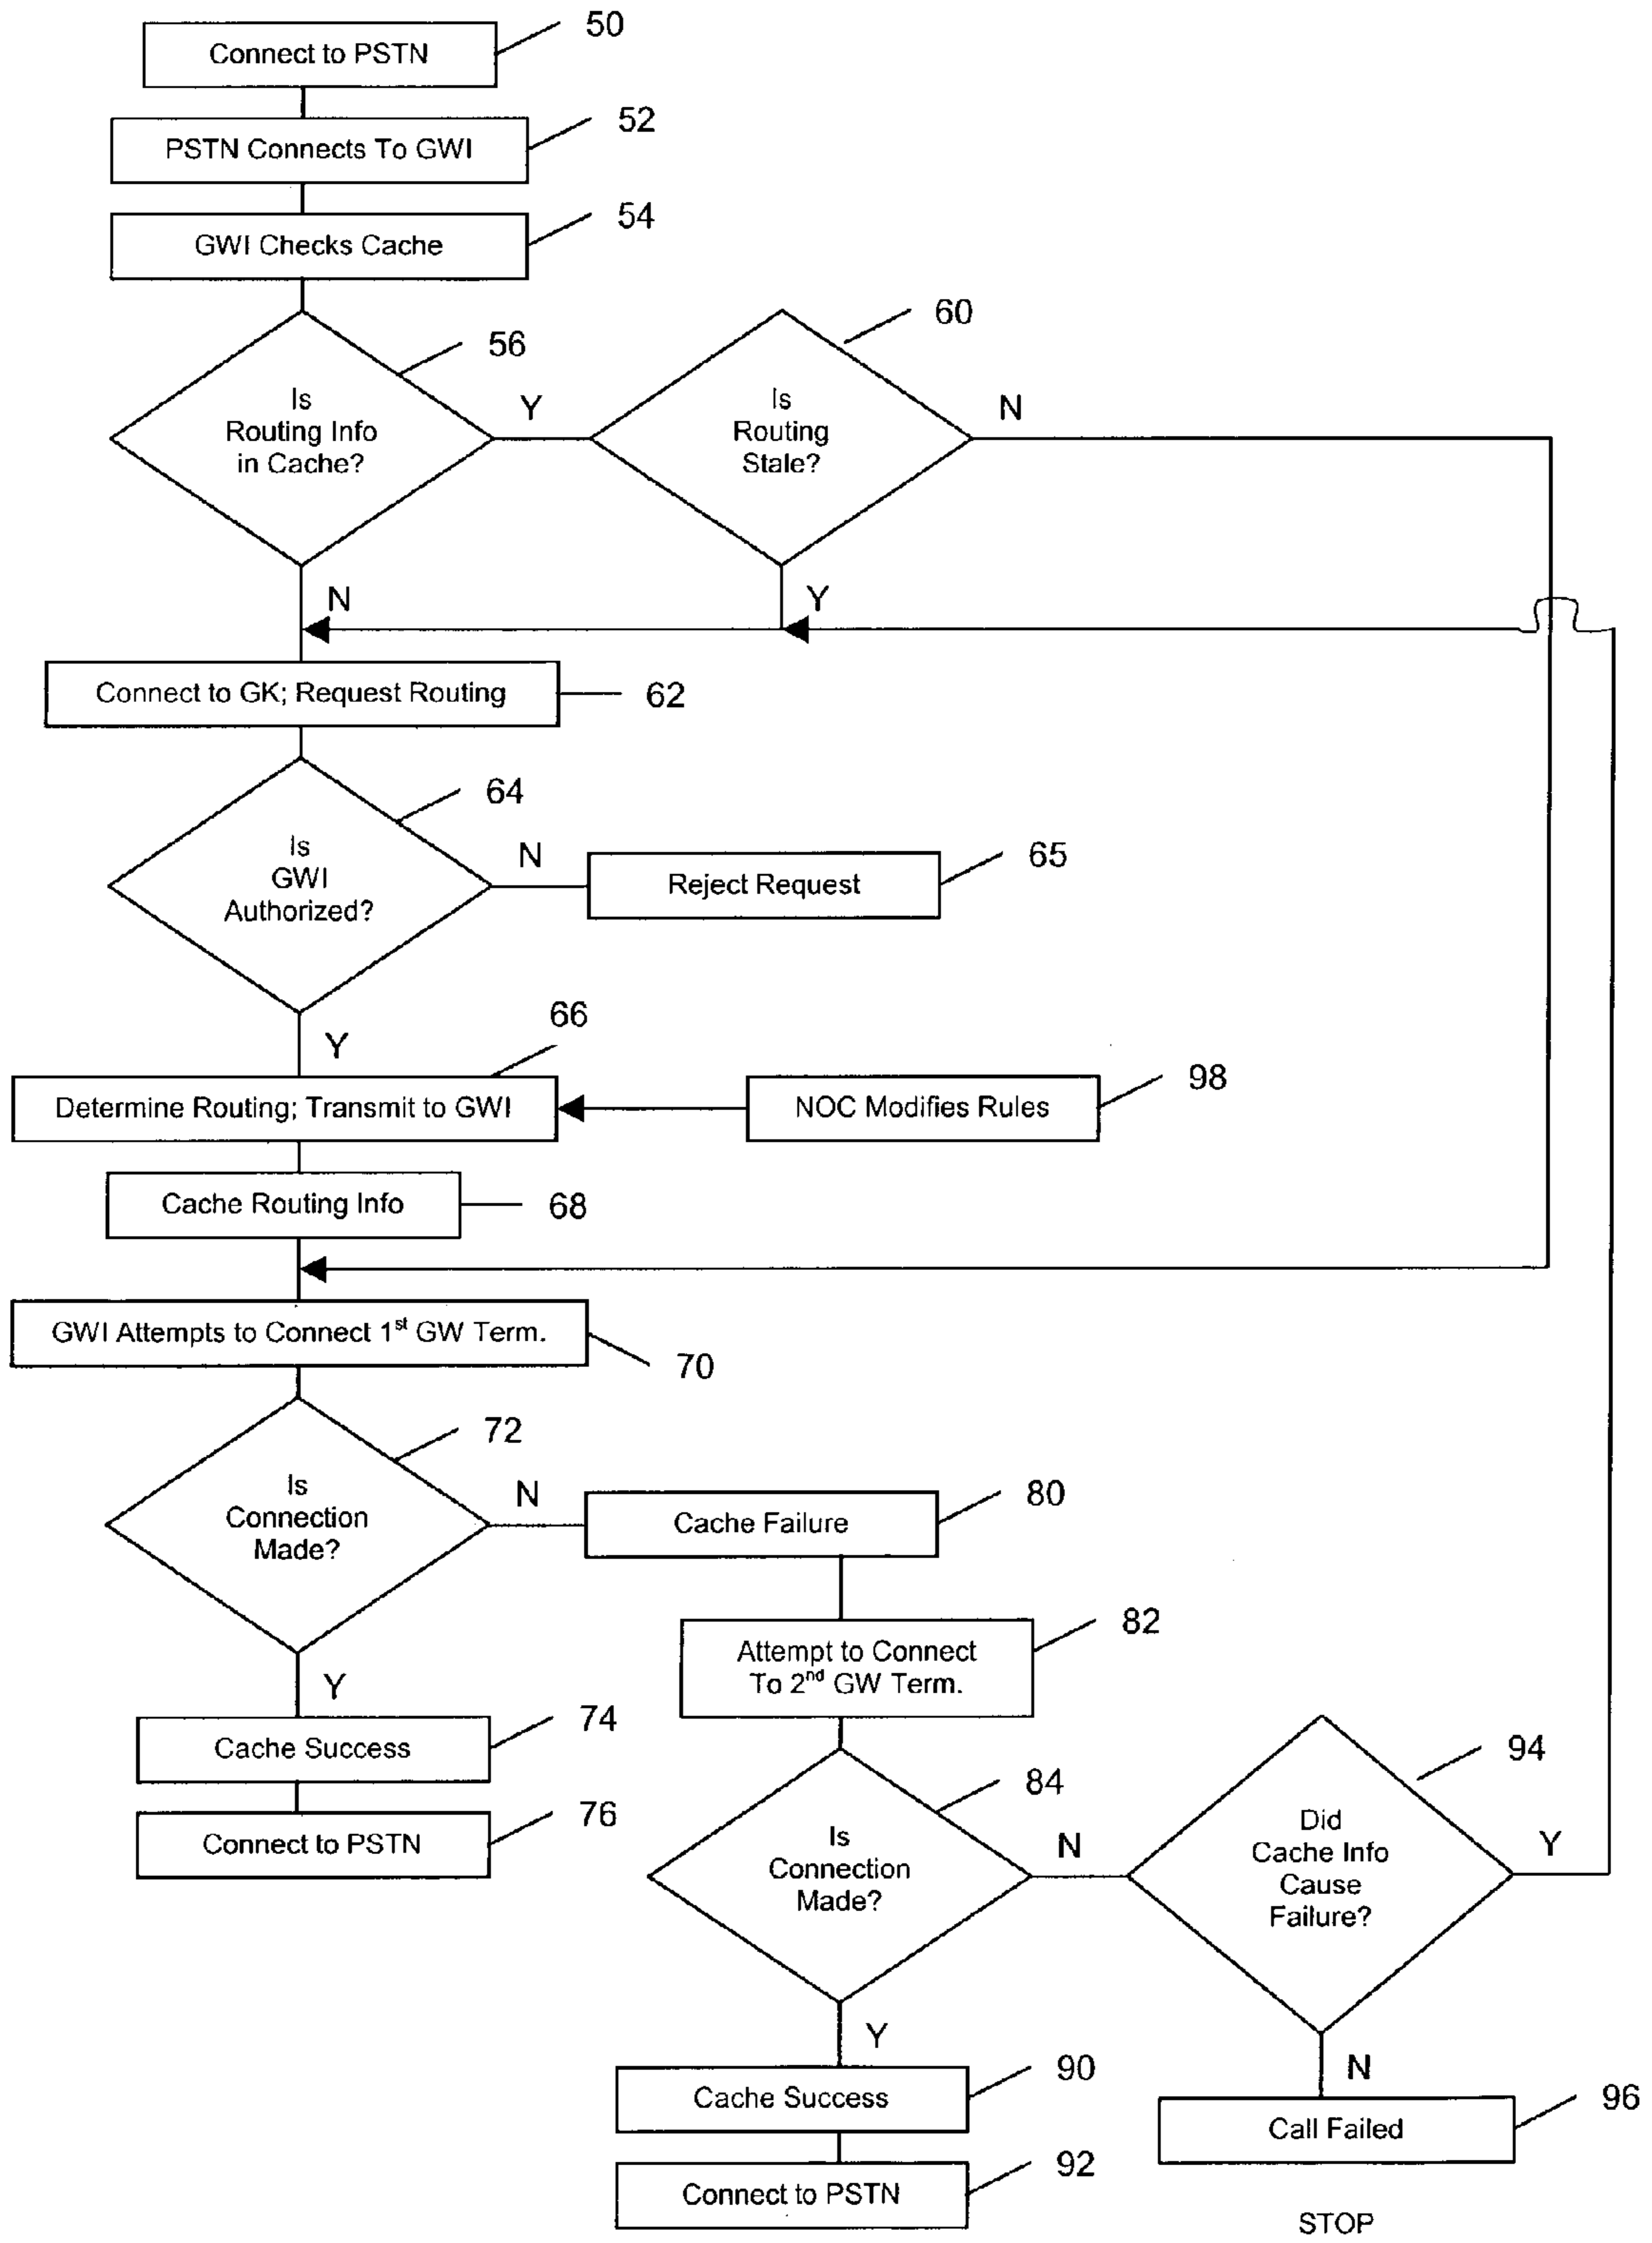 50
Connect to PSTN
52
PSTN Connects To GWI
54
GWI Checks Cache
56
Is
Routing Info
in Cache?
Y
N
60
Is
Routing
Stale?
N
Y
Connect to GK; Request Routing
62
64
Is
GWI
Authorized?
N
Reject Request
65
Y
66
Determine Routing; Transmit to GWI
NOC Modifies Rules
98
Cache Routing Info
68
GWI Attempts to Connect 1st GW Term.
70
72
Is
Connection
Made?
N
Y
Cache Failure
80
Attempt to Connect
To 2nd GW Term.
82
Cache Success
74
Connect to PSTN
76
84
Is
Connection
Made?
N
Y
94
Did
Cache Info
Cause
Failure?
Y
N
Cache Success
90
Connect to PSTN
92
Call Failed
96
STOP